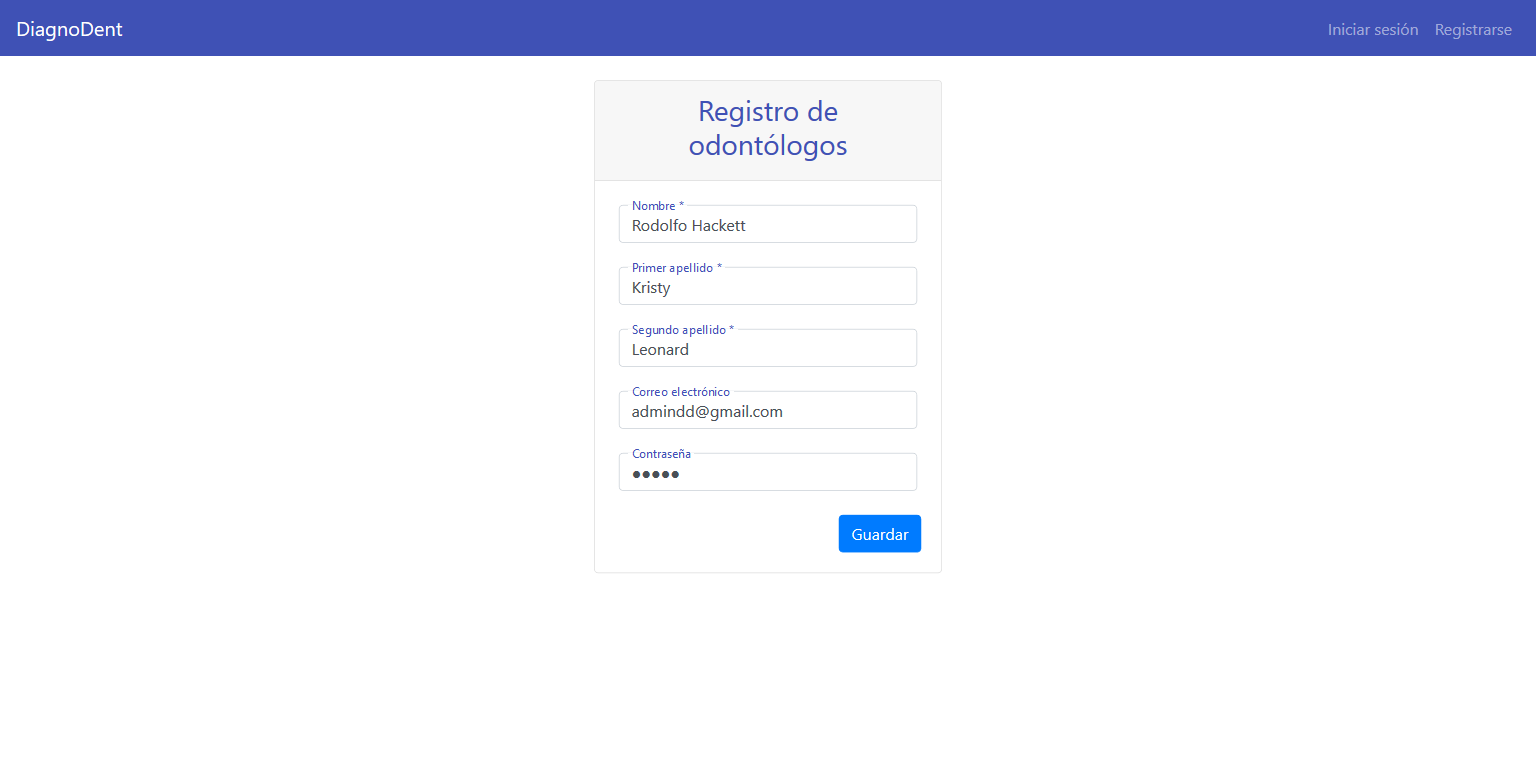 DiagnoDent
Iniciar sesión Registrarse
Registro de
odontólogos
Nombre *
Rodolfo Hackett
Primer apellido *
Kristy
Segundo apellido *
Leonard
Correo electrónico
admindd@gmail.com
Contraseña
●●●●●
Guardar